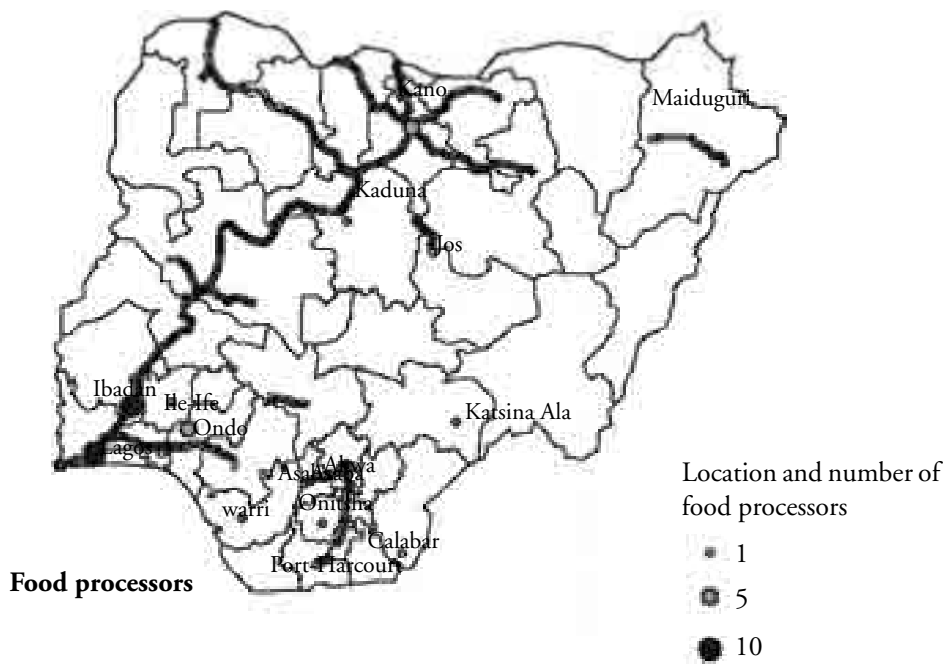 Kano
Maiduguri
Kaduna
Jos
Ibadan
Ile-Ife
Katsina Ala
Ondo
Lagos
warri
Onitsha
Calabar
Port-Harcourt
Food processors
Location and number of
food processors
1
5
10